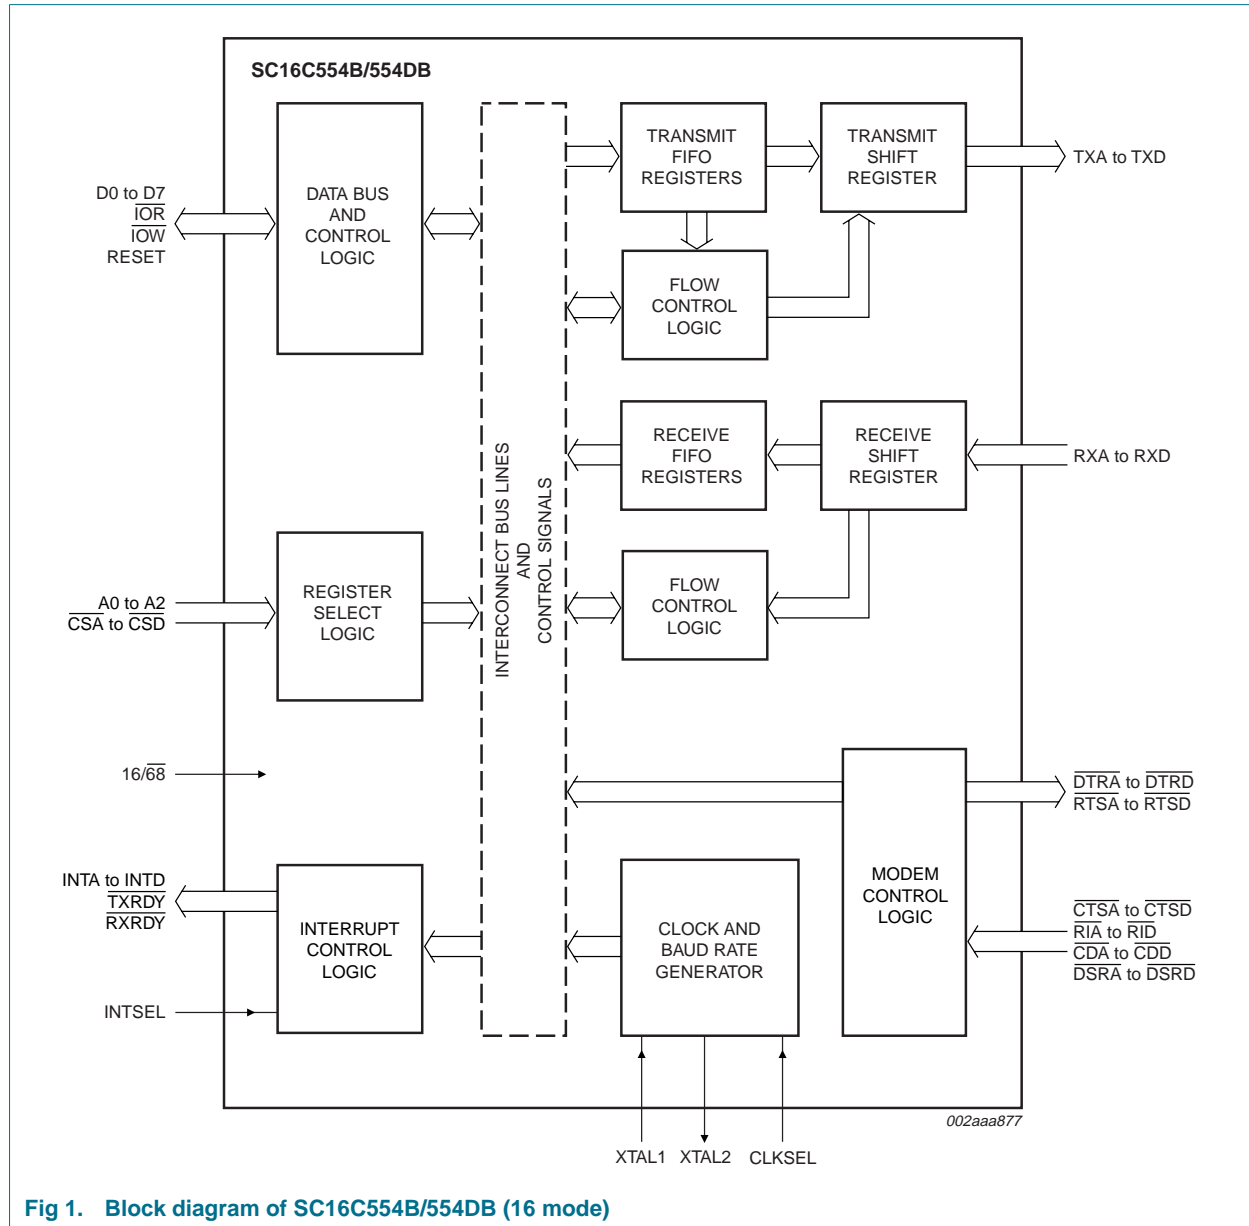 SC16C554B/554DB
D0 to D7
IOR
IOW
RESET
DATA BUS
AND
CONTROL
LOGIC
TRANSMIT
FIFO
REGISTERS
TRANSMIT
SHIFT
REGISTER
TXA to TXD
FLOW
CONTROL
LOGIC
INTERCONNECT BUS LINES
AND
CONTROL SIGNALS
RECEIVE
FIFO
REGISTERS
RECEIVE
SHIFT
REGISTER
RXA to RXD
A0 to A2
CSA to CSD
REGISTER
SELECT
LOGIC
FLOW
CONTROL
LOGIC
16/68
DTRA to DTRD
RTSA to RTSD
MODEM
CONTROL
LOGIC
INTA to INTD
TXRDY
RXRDY
INTERRUPT
CONTROL
LOGIC
CLOCK AND
BAUD RATE
GENERATOR
CTSA to CTSD
RIA to RID
CDA to CDD
DSRA to DSRD
INTSEL
002aaa877
XTAL1 XTAL2 CLKSEL
Fig 1. Block diagram of SC16C554B/554DB (16 mode)